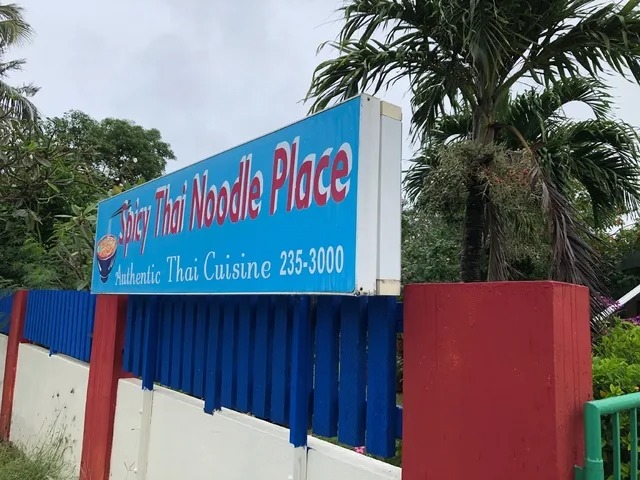 Spicy Thai Noodle Place
Authentic Thai Cuisine 235-3000